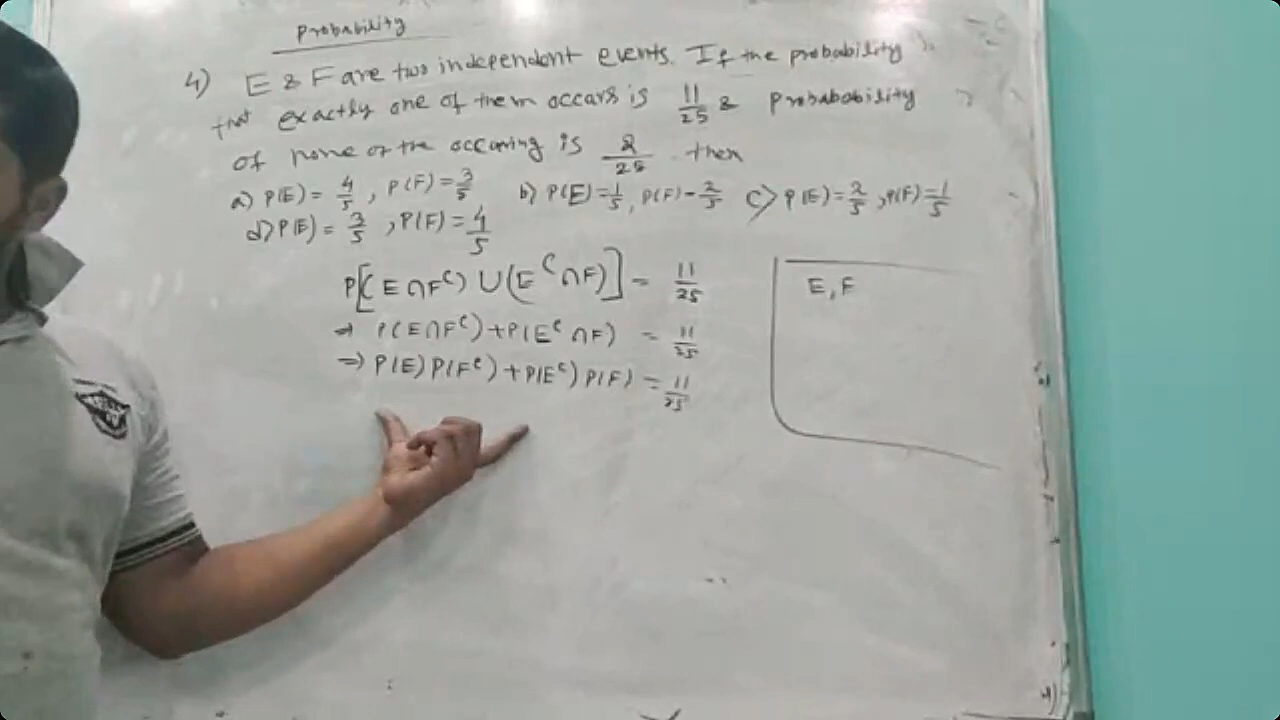 Probability
4) E & F are two independent events. If the probability
that exactly one of them occurs is 11/25 & probabobility
of none of the occuring is 2/25 . then
a) P(E) = 4/5 , P(F) = 3/5 b) P(E) = 1/5 , P(F) = 2/5 c) P(E) = 2/5 , P(F) = 1/5
d) P(E) = 3/5 , P(F) = 4/5
P[(E ∩ F^c) ∪ (E^c ∩ F)] = 11/25
E, F
⇒ P(E ∩ F^c) + P(E^c ∩ F) = 11/25
⇒ P(E) P(F^c) + P(E^c) P(F) = 11/25